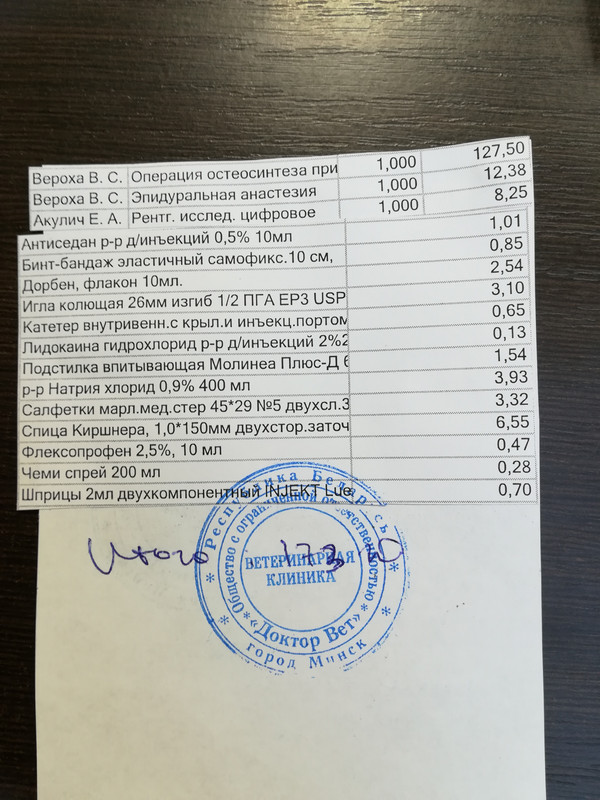 Вероха В. С. Операция остеосинтеза при 1,000 127,50
Вероха В. С. Эпидуральная анастезия 1,000 12,38
Акулич Е. А. Рентг. исслед. цифровое 1,000 8,25
Антиседан р-р д/инъекций 0,5% 10мл 1,01
Бинт-бандаж эластичный самофикс.10 см, 0,85
Дорбен, флакон 10мл. 2,54
Игла колющая 26мм изгиб 1/2 ПГА EP3 USP 3,10
Катетер внутривенн.с крыл.и инъекц.портом 0,65
Лидокаина гидрохлорид р-р д/инъекций 2%2 0,13
Подстилка впитывающая Молинеа Плюс-Д 6 1,54
р-р Натрия хлорид 0,9% 400 мл 3,93
Салфетки марл.мед.стер 45*29 №5 двухсл.3 3,32
Спица Киршнера, 1,0*150мм двухстор.заточ 6,55
Флексопрофен 2,5%, 10 мл 0,47
Чеми спрей 200 мл 0,28
Шприцы 2мл двухкомпонентный INJEKT Lue 0,70
Республика Беларусь
Общество с ограниченной ответственностью
Итого
ВЕТЕРИНАРНАЯ
КЛИНИКА
«Доктор Вет»
город Минск